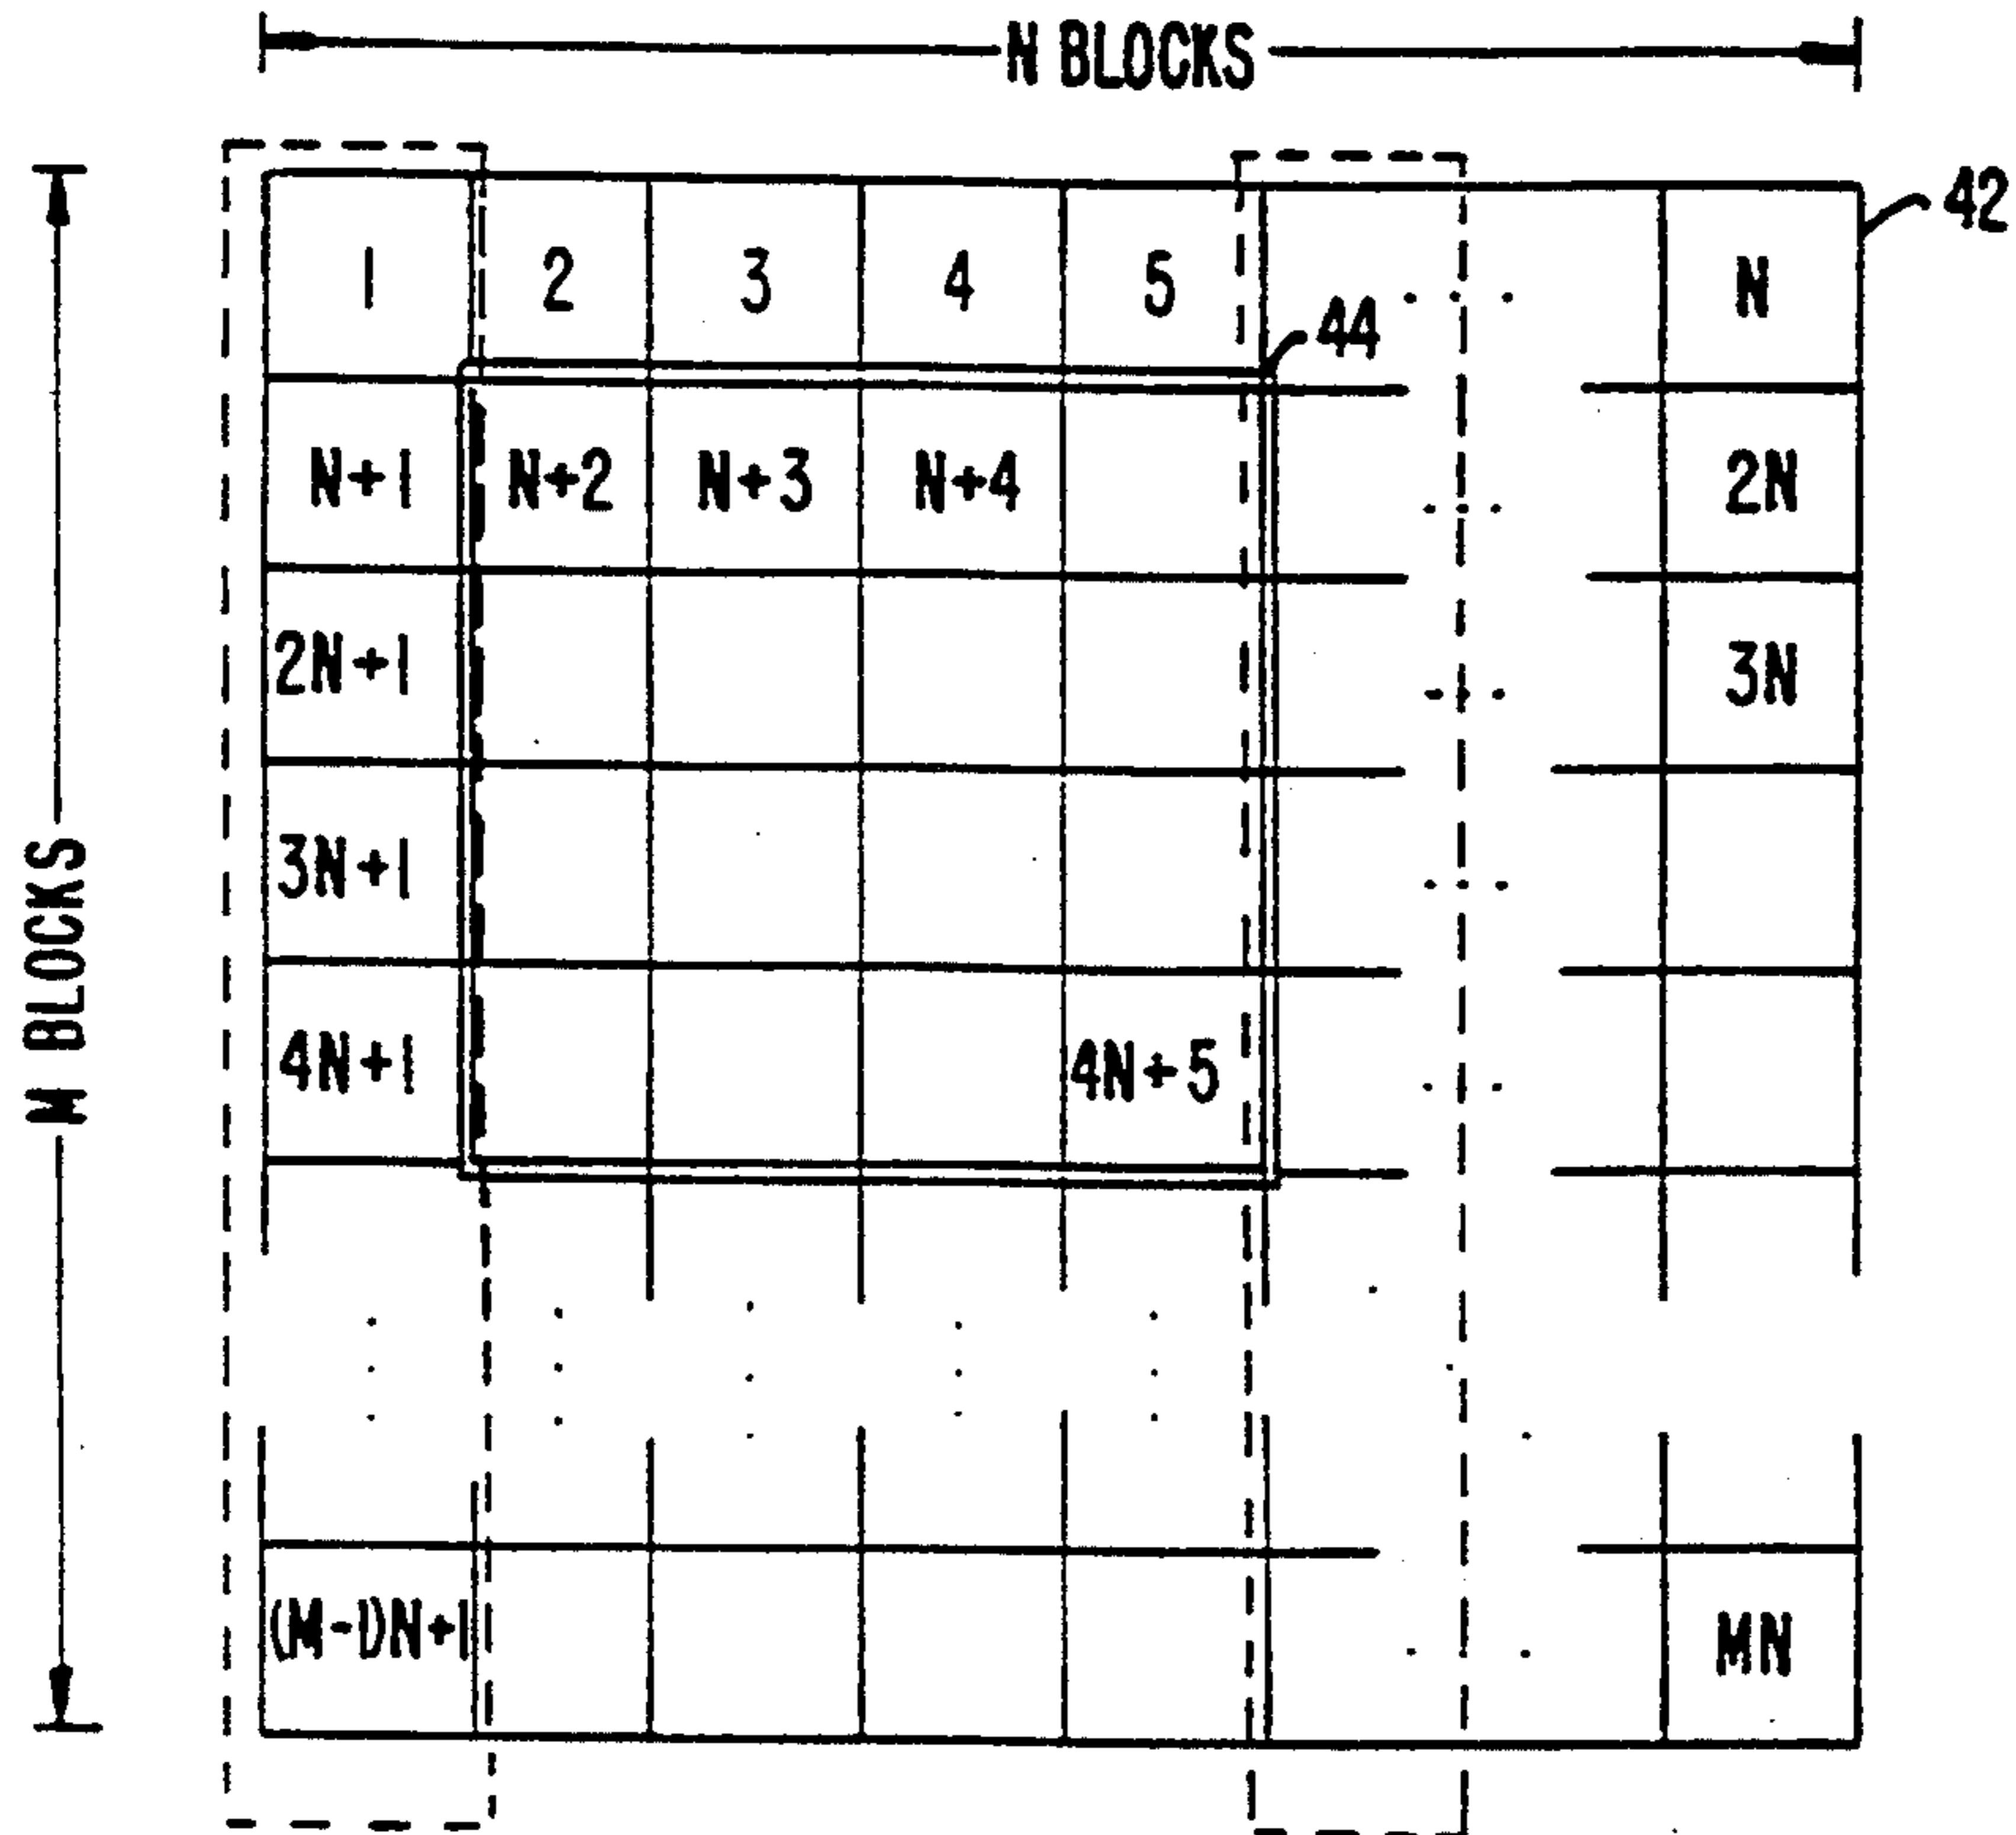 N BLOCKS
42
1 2 3 4 5 . . . N
44
N+1 N+2 N+3 N+4 . . . 2N
2N+1 . . . 3N
3N+1 . . .
M BLOCKS
4N+1 4N+5 . . .
(M-1)N+1 . . . MN